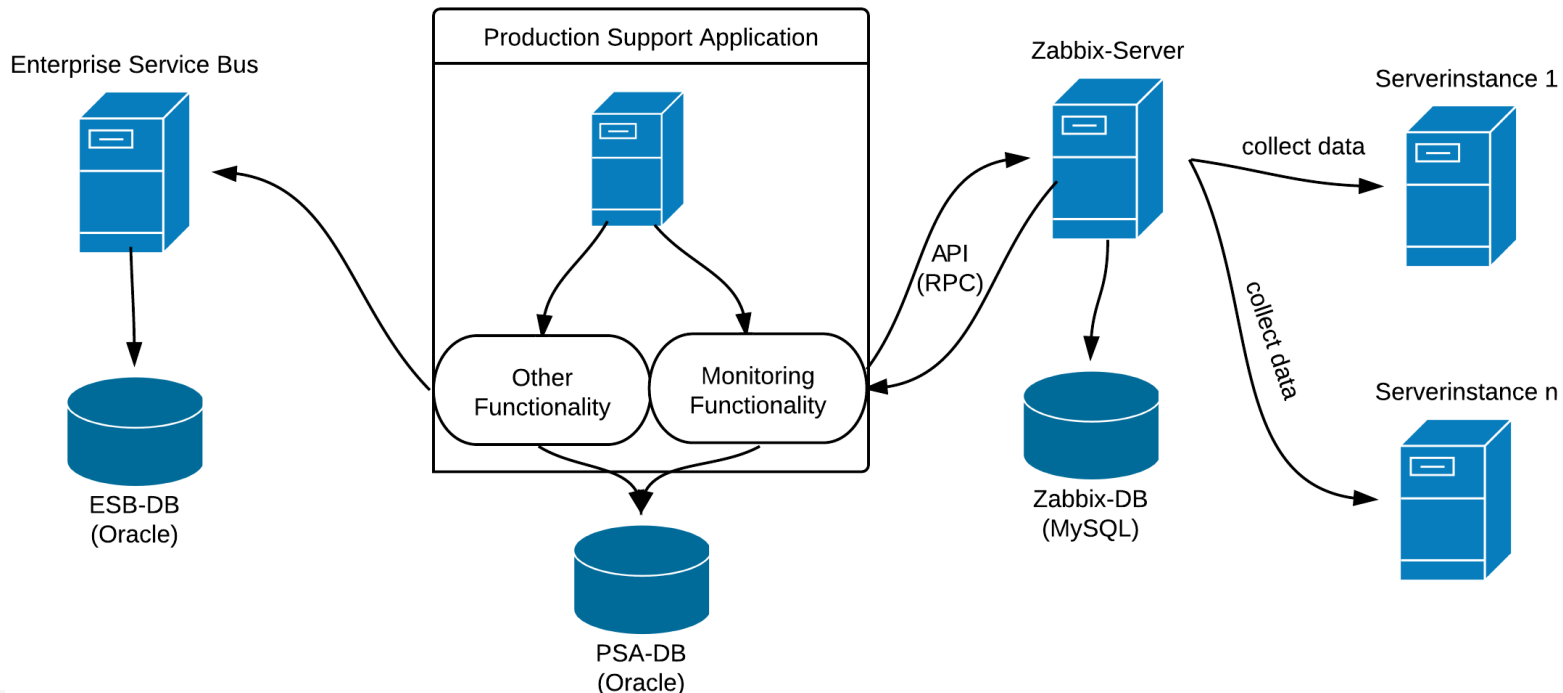 Production Support Application
Enterprise Service Bus
Zabbix-Server
Serverinstance 1
collect data
API
(RPC)
collect data
Other
Functionality
Monitoring
Functionality
Serverinstance n
ESB-DB
(Oracle)
Zabbix-DB
(MySQL)
PSA-DB
(Oracle)